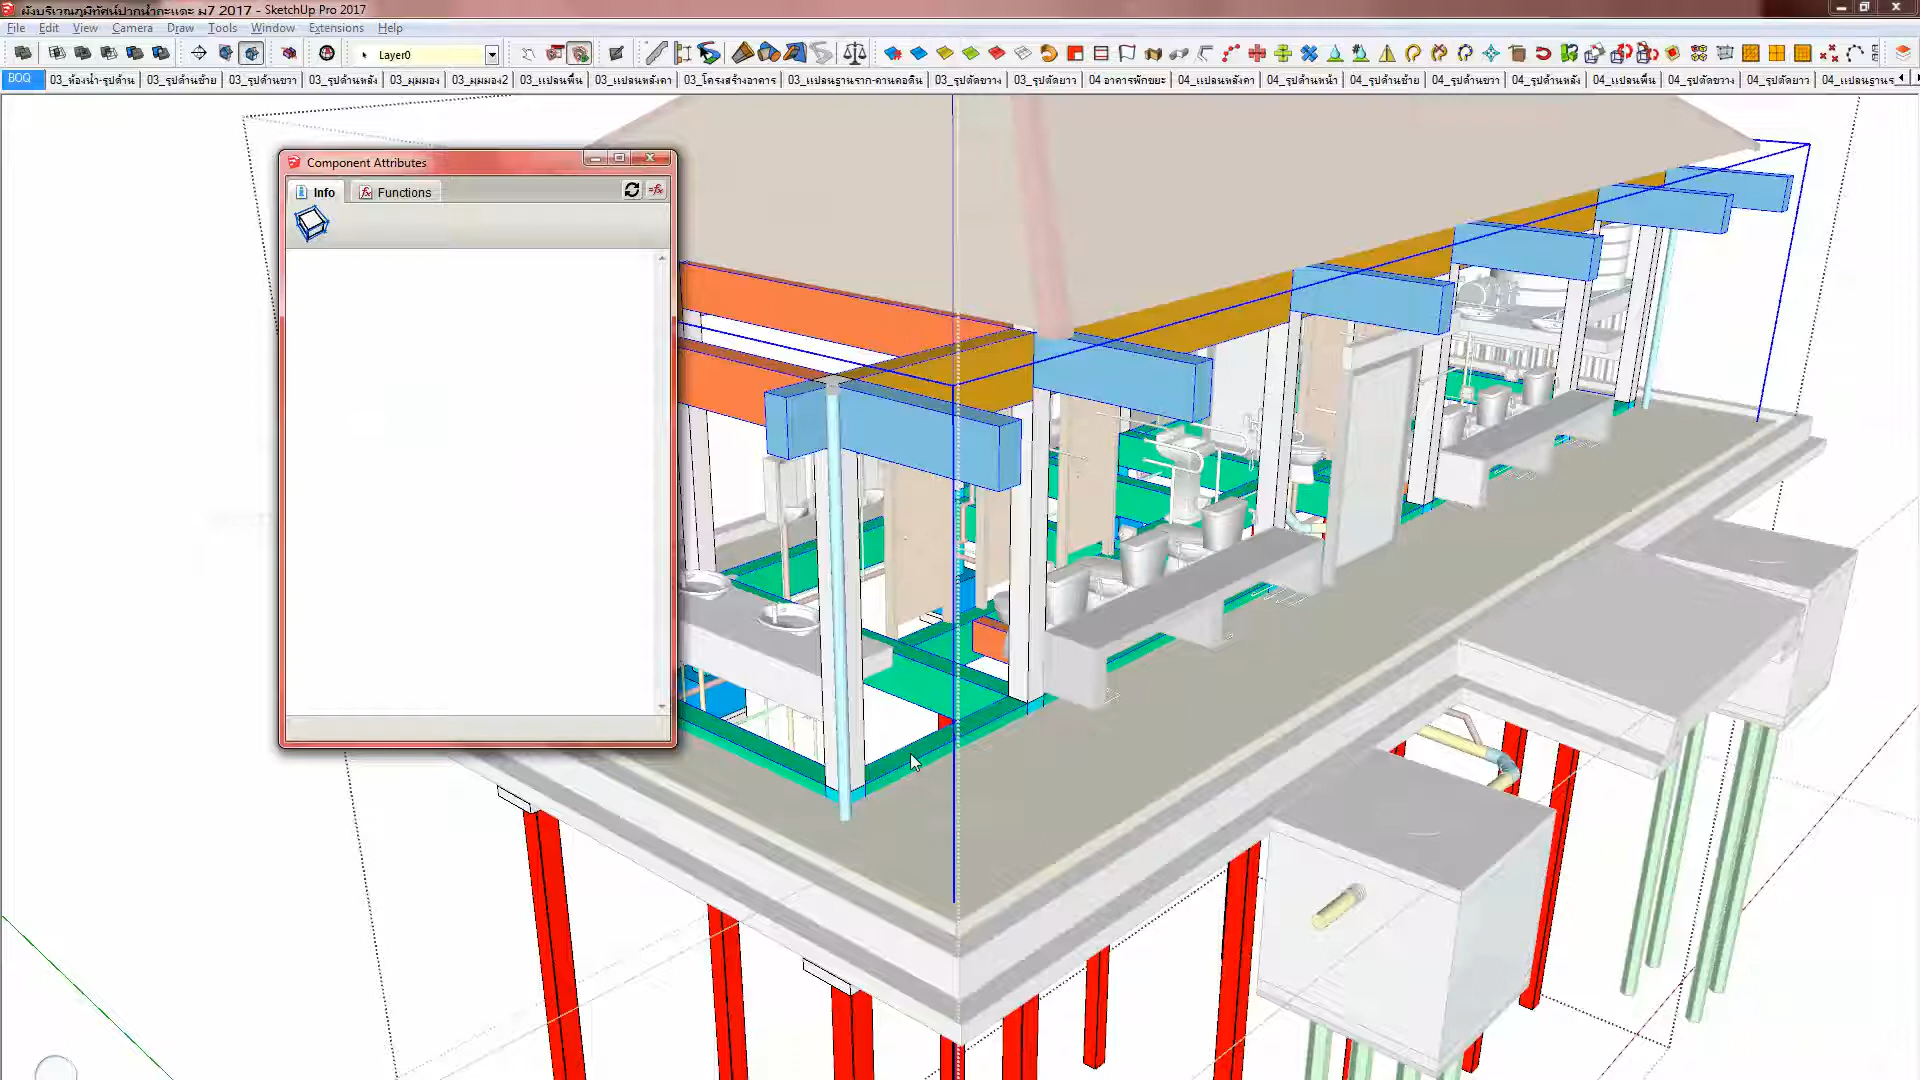 ผังบริเวณภูมิทัศน์ปากน้ำกะแดะ ม7 2017 - SketchUp Pro 2017
File Edit View Camera Draw Tools Window Extensions Help
Layer0
BOQ 03_ห้องน้ำ-รูปด้าน 03_รูปด้านซ้าย 03_รูปด้านขวา 03_รูปด้านหลัง 03_มุมมอง 03_มุมมอง2 03_แปลนพื้น 03_แปลนหลังคา 03_โครงสร้างอาคาร 03_แปลนฐานราก-คานคอดิน 03_รูปตัดขวาง 03_รูปตัดยาว 04 อาคารพักขยะ 04_แปลนหลังคา 04_รูปด้านหน้า 04_รูปด้านซ้าย 04_รูปด้านขวา 04_รูปด้านหลัง 04_แปลนพื้น 04_รูปตัดขวาง 04_รูปตัดยาว 04_แปลนฐานร
Component Attributes
Info Functions